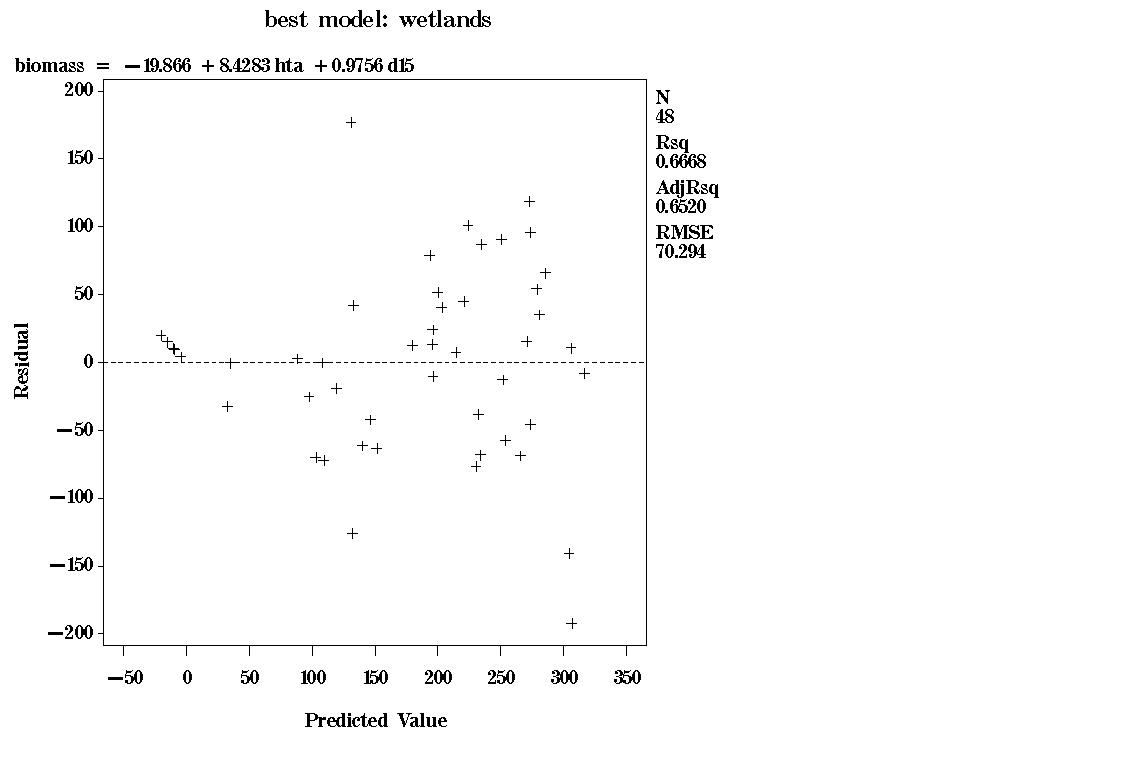 best model: wetlands
biomass = −19.866 + 8.4283 hta + 0.9756 d15
200
150
100
50
0
−50
−100
−150
−200
Residual
−50 0 50 100 150 200 250 300 350
Predicted Value
N
48
Rsq
0.6668
AdjRsq
0.6520
RMSE
70.294